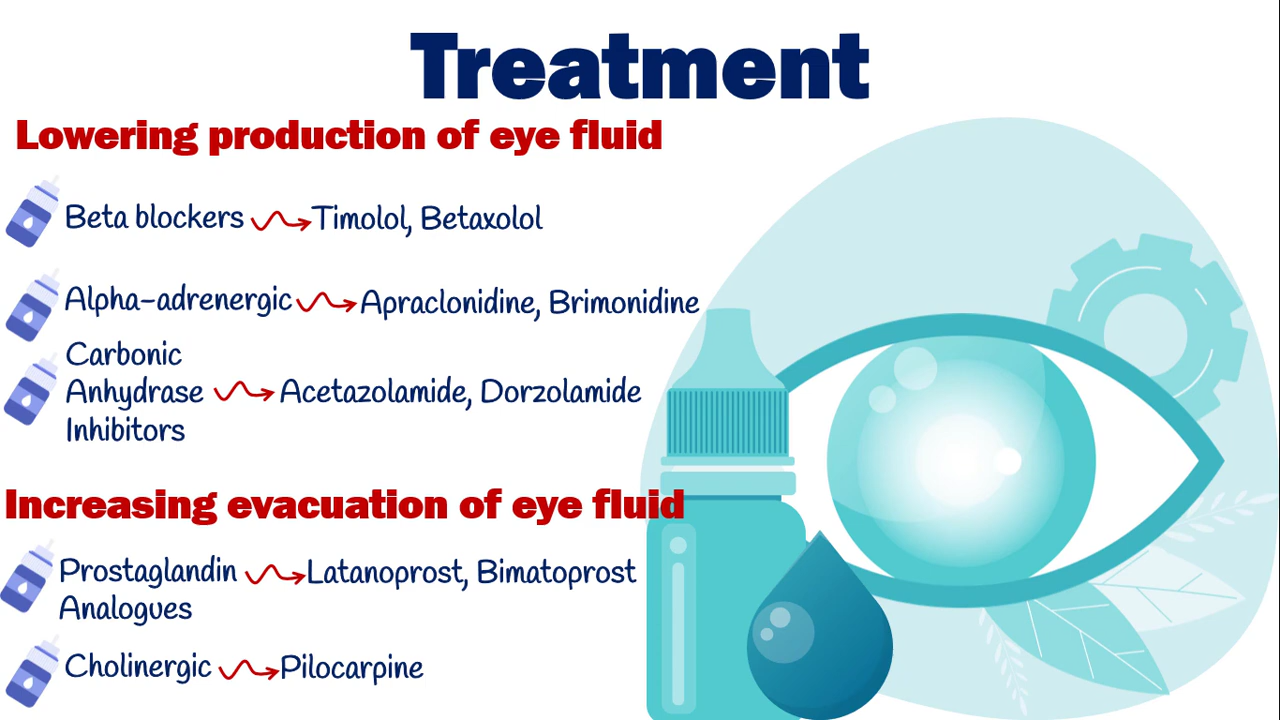 Treatment
Lowering production of eye fluid
Beta blockers Timolol, Betaxolol
Alpha-adrenergic Apraclonidine, Brimonidine
Carbonic
Anhydrase Acetazolamide, Dorzolamide
Inhibitors
Increasing evacuation of eye fluid
Prostaglandin Latanoprost, Bimatoprost
Analogues
Cholinergic Pilocarpine